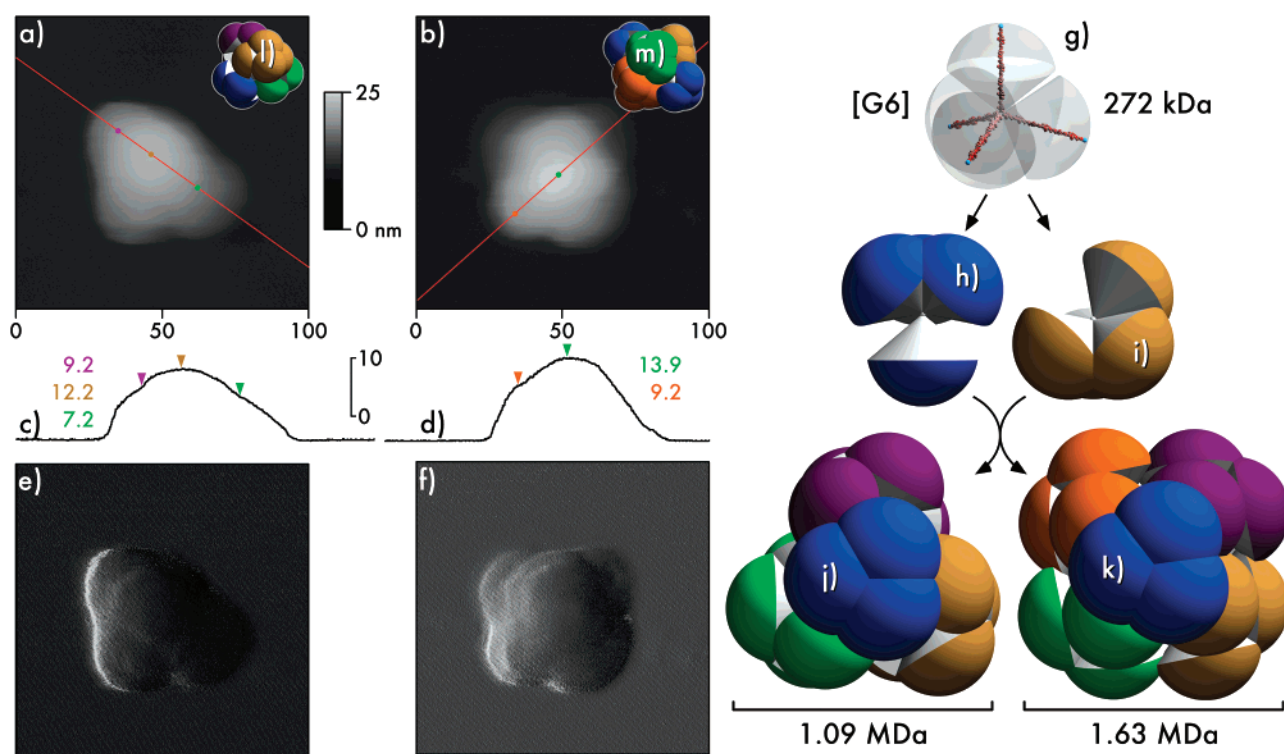 a)
l)
25
0 nm
0 50 100
b)
m)
0 50 100
[G6]
g)
272 kDa
9.2
12.2
7.2
c)
10
0
d)
13.9
9.2
e)
f)
h)
i)
j)
k)
1.09 MDa
1.63 MDa